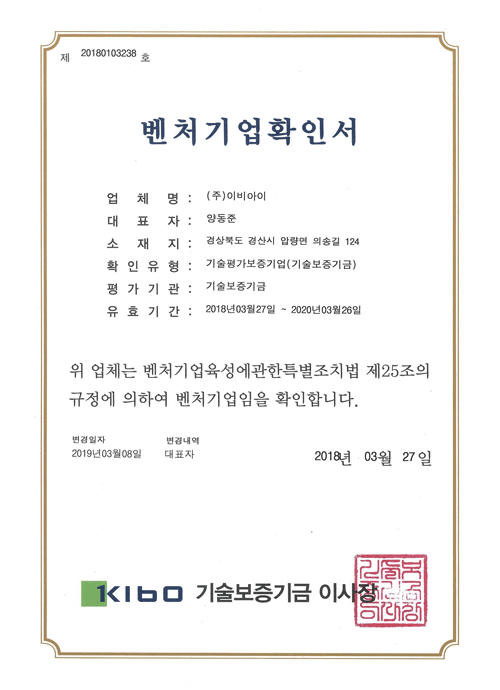 제 20180103238 호
벤처기업확인서
업 체 명 : (주)이비아이
대 표 자 : 양동준
소 재 지 : 경상북도 경산시 압량면 의송길 124
확 인 유 형 : 기술평가보증기업(기술보증기금)
평 가 기 관 : 기술보증기금
유 효 기 간 : 2018년03월27일 ~ 2020년03월26일
위 업체는 벤처기업육성에관한특별조치법 제25조의
규정에 의하여 벤처기업임을 확인합니다.
변경일자 변경내역
2019년03월08일 대표자
2018년 03월 27일
KIBO 기술보증기금 이사장